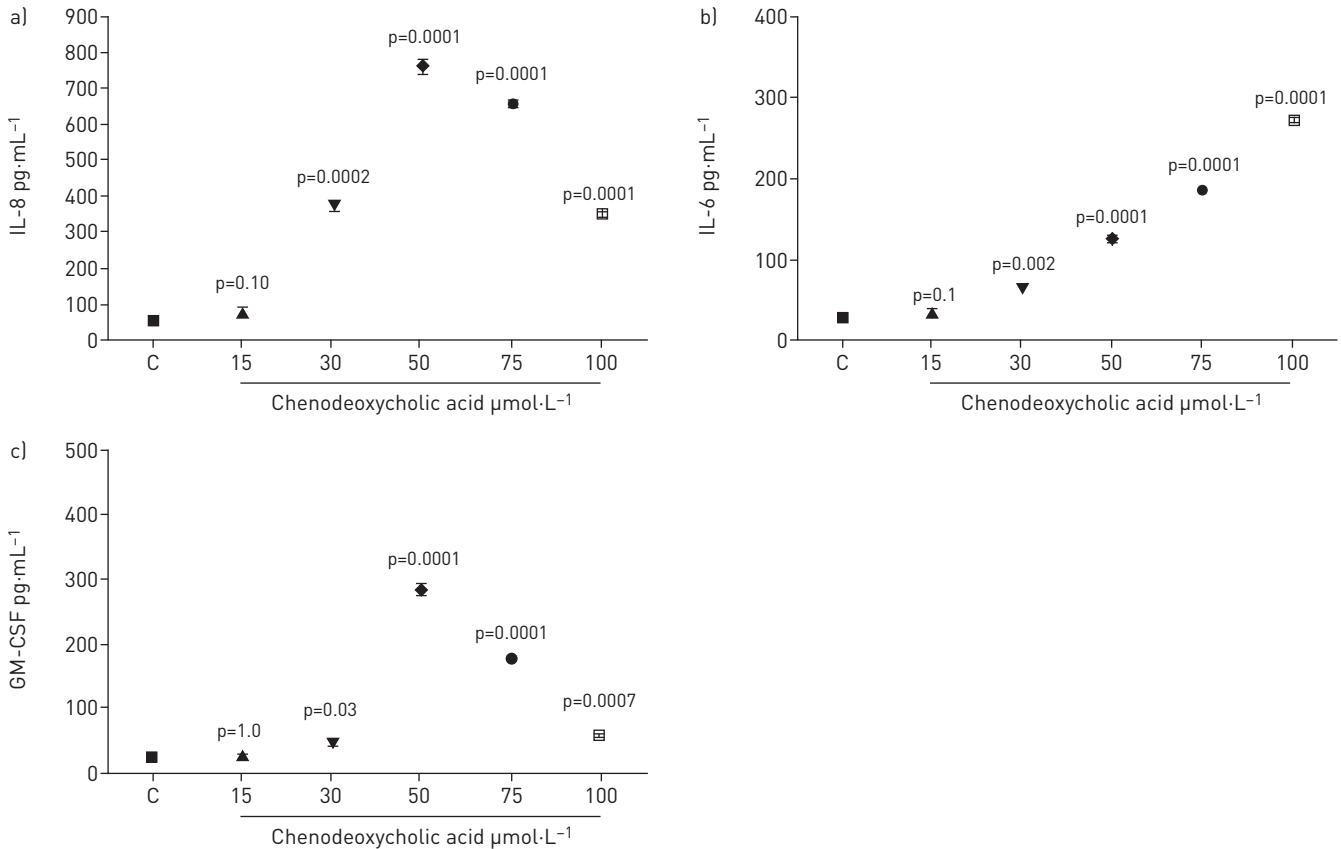 a)
900
800
700
600
500
400
300
200
100
0
IL-8 pg·mL⁻¹
p=0.10
p=0.0002
p=0.0001
p=0.0001
p=0.0001
C 15 30 50 75 100
Chenodeoxycholic acid µmol·L⁻¹
b)
400
300
200
100
0
IL-6 pg·mL⁻¹
p=0.1
p=0.002
p=0.0001
p=0.0001
p=0.0001
C 15 30 50 75 100
Chenodeoxycholic acid µmol·L⁻¹
c)
500
400
300
200
100
0
GM-CSF pg·mL⁻¹
p=1.0
p=0.03
p=0.0001
p=0.0001
p=0.0007
C 15 30 50 75 100
Chenodeoxycholic acid µmol·L⁻¹